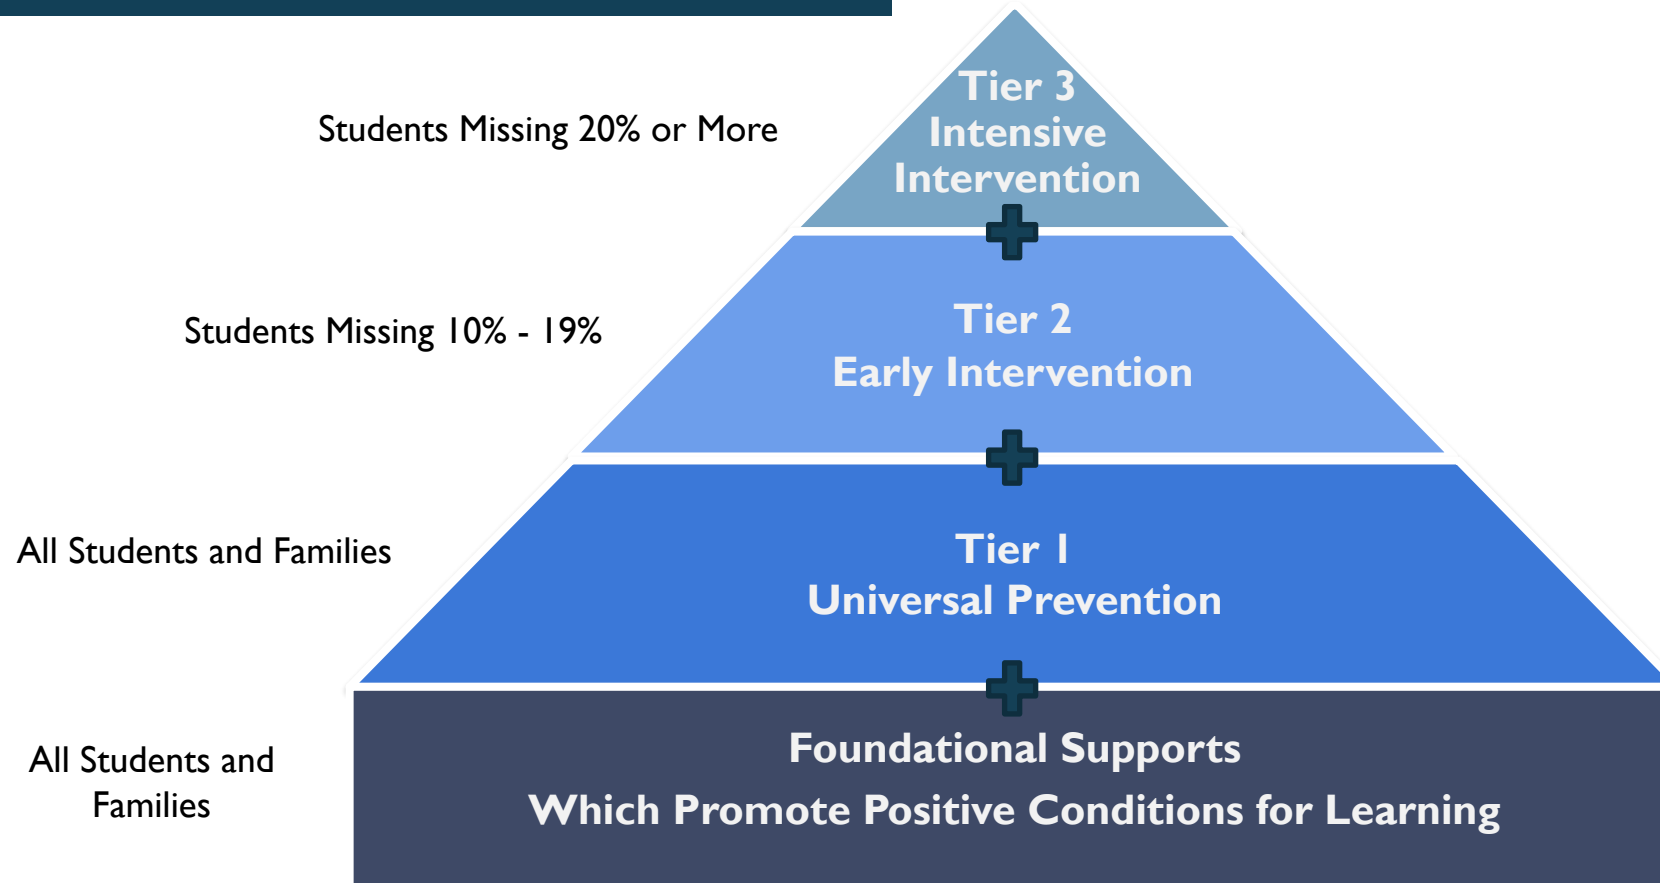 Tier 3
Intensive
Intervention
Students Missing 20% or More
Tier 2
Early Intervention
Students Missing 10% - 19%
Tier 1
Universal Prevention
All Students and Families
Foundational Supports
Which Promote Positive Conditions for Learning
All Students and
Families